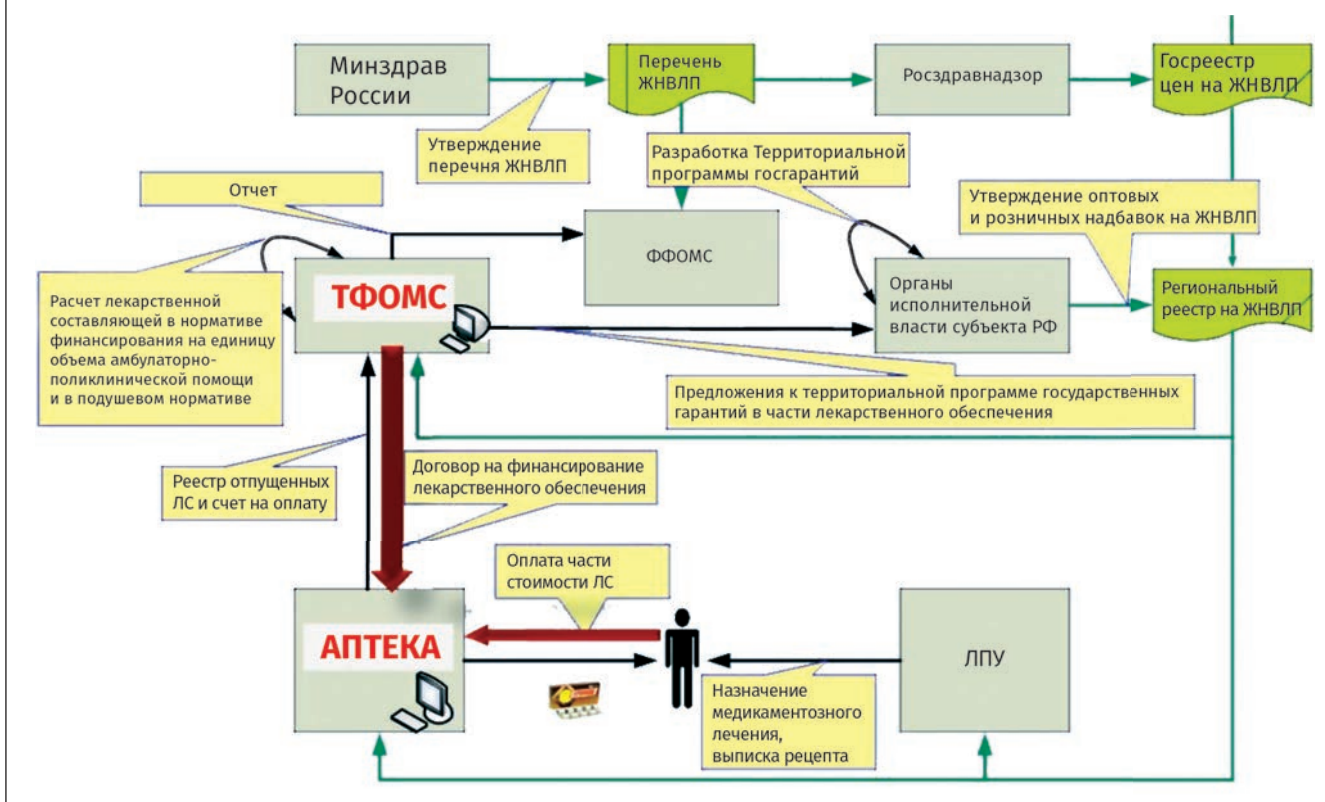 Минздрав
России
Перечень
ЖНВЛП
Росздравнадзор
Госреестр
цен на ЖНВЛП
Утверждение
перечня ЖНВЛП
Разработка Территориальной
программы госгарантий
Отчет
Утверждение оптовых
и розничных надбавок на ЖНВЛП
ФФОМС
ТФОМС
Органы
исполнительной
власти субъекта РФ
Региональный
реестр на ЖНВЛП
Расчет лекарственной
составляющей в нормативе
финансирования на единицу
объема амбулаторно-
поликлинической помощи
и в подушевом нормативе
Предложения к территориальной программе государственных
гарантий в части лекарственного обеспечения
Реестр отпущенных
ЛС и счет на оплату
Договор на финансирование
лекарственного обеспечения
Оплата части
стоимости ЛС
АПТЕКА
ЛПУ
Назначение
медикаментозного
лечения,
выписка рецепта